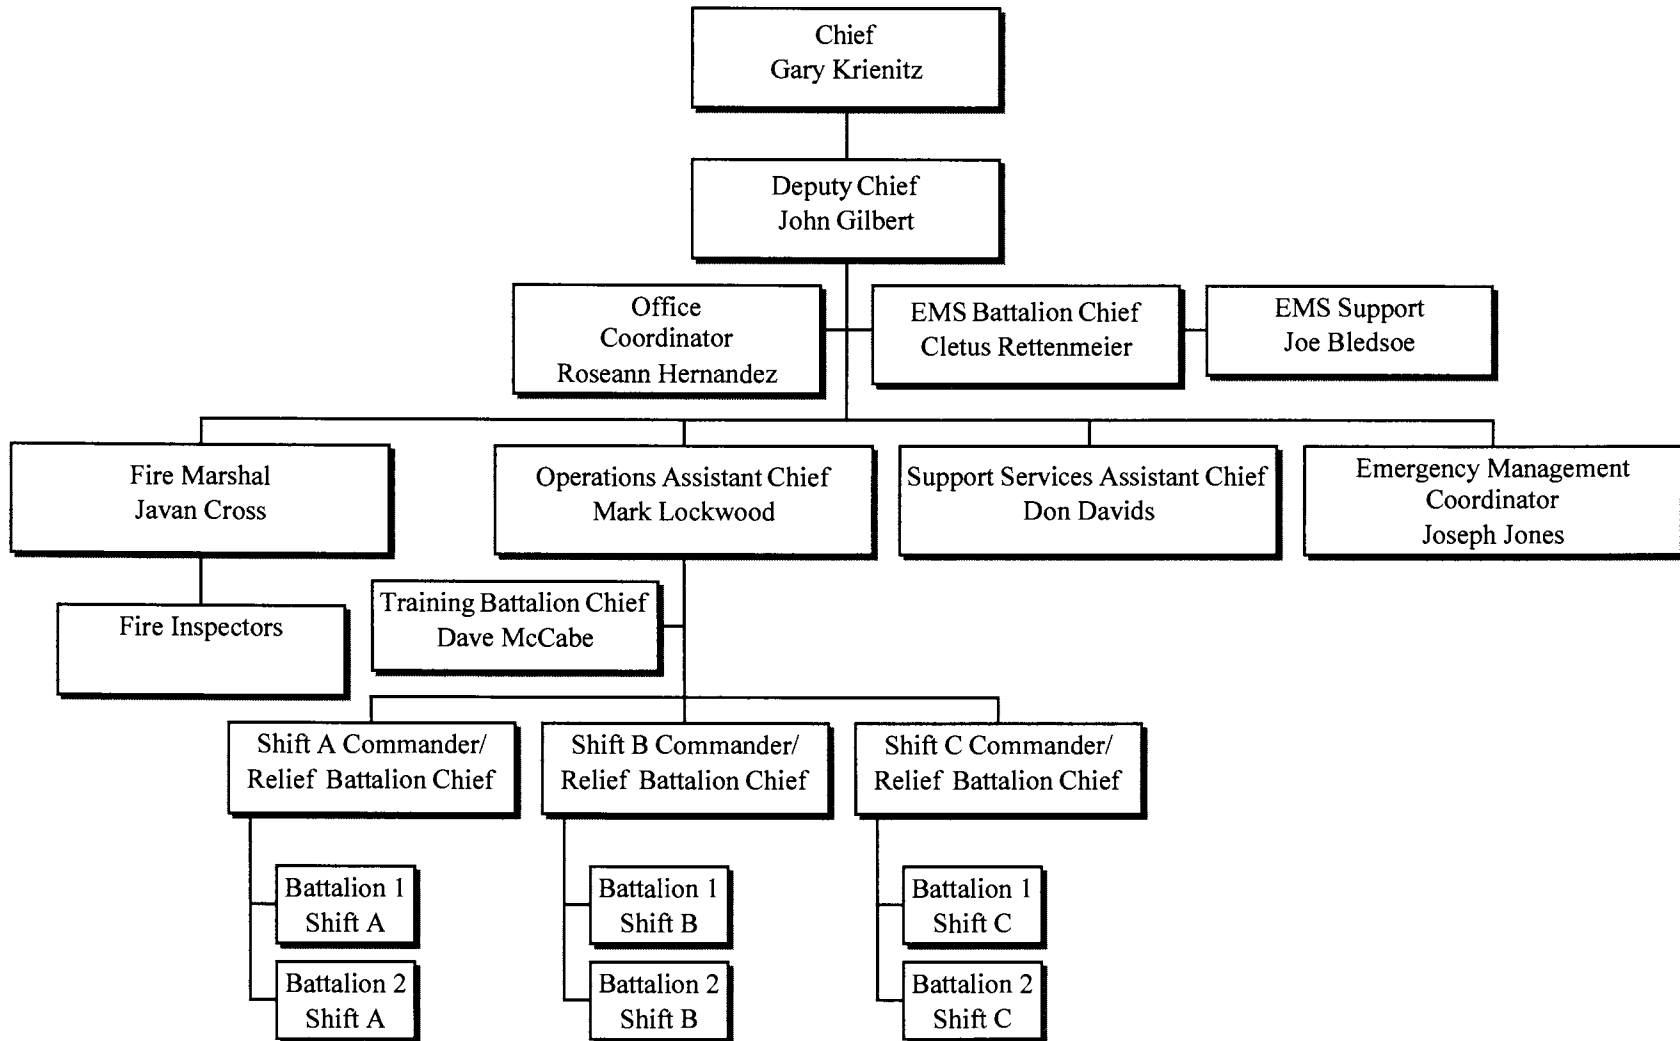 Chief
Gary Krienitz
Deputy Chief
John Gilbert
Office
Coordinator
Roseann Hernandez
EMS Battalion Chief
Cletus Rettenmeier
EMS Support
Joe Bledsoe
Fire Marshal
Javan Cross
Operations Assistant Chief
Mark Lockwood
Support Services Assistant Chief
Don Davids
Emergency Management
Coordinator
Joseph Jones
Fire Inspectors
Training Battalion Chief
Dave McCabe
Shift A Commander/
Relief Battalion Chief
Shift B Commander/
Relief Battalion Chief
Shift C Commander/
Relief Battalion Chief
Battalion 1
Shift A
Battalion 1
Shift B
Battalion 1
Shift C
Battalion 2
Shift A
Battalion 2
Shift B
Battalion 2
Shift C